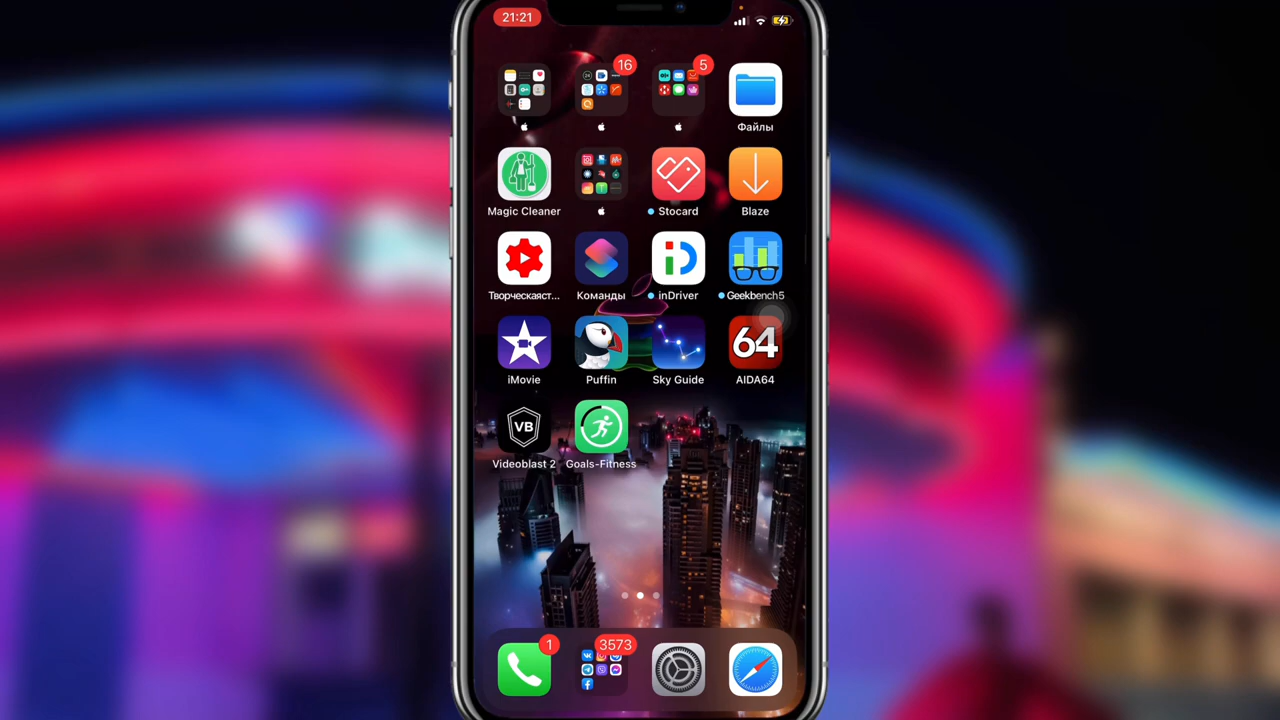 21:21
16
5
Файлы
Magic Cleaner
Stocard
Blaze
Творческаяст...
Команды
inDriver
Geekbench5
64
iMovie
Puffin
Sky Guide
AIDA64
VB
Videoblast 2
Goals-Fitness
1
3573